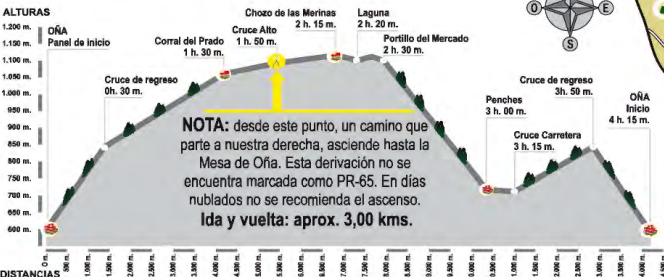 ALTURAS
1.200 m.
1.150 m.
1.100 m.
1.050 m.
1.000 m.
950 m.
900 m.
850 m.
800 m.
750 m.
700 m.
650 m.
600 m.
OÑA
Panel de inicio
Cruce de regreso
0h. 30 m.
Corral del Prado
1 h. 30 m.
Cruce Alto
1 h. 50 m.
Chozo de las Merinas
2 h. 15 m.
Laguna
2 h. 20 m.
Portillo del Mercado
2 h. 30 m.
Penches
3 h. 00 m.
Cruce Carretera
3 h. 15 m.
Cruce de regreso
3h. 50 m.
OÑA
Inicio
4 h. 15 m.
O
E
S
NOTA: desde este punto, un camino que
parte a nuestra derecha, asciende hasta la
Mesa de Oña. Esta derivación no se
encuentra marcada como PR-65. En días
nublados no se recomienda el ascenso.
Ida y vuelta: aprox. 3,00 kms.
DISTANCIAS
0 m.
500 m.
1.000 m.